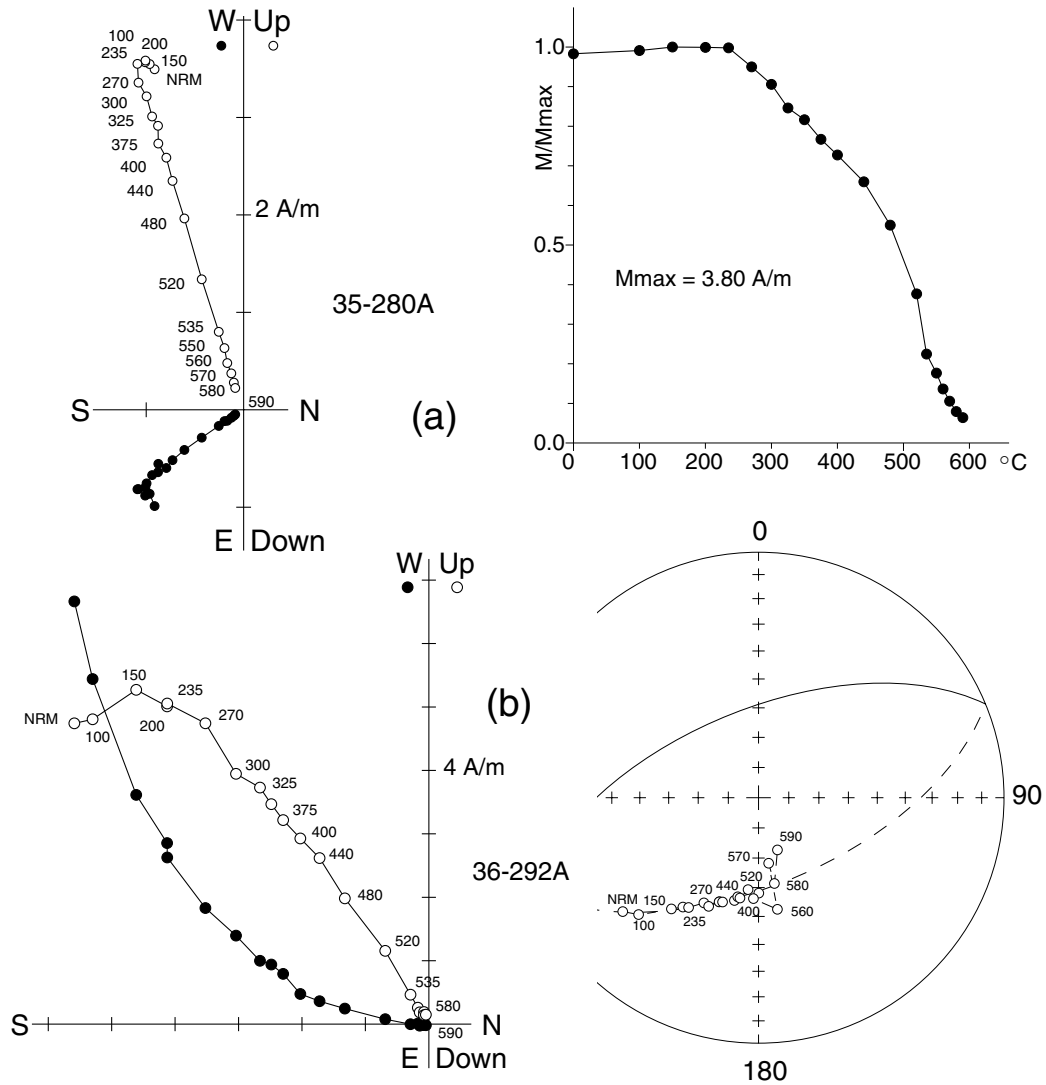 W Up
100 200
235 150
NRM
270
300
325
375
400
440
480
2 A/m
520
35-280A
535
550
560
570
580
590
S N
(a)
E Down
1.0
M/Mmax
0.5
Mmax = 3.80 A/m
0.0
0 100 200 300 400 500 600 °C
W Up
150
235
NRM
100
200
270
(b)
300
4 A/m
325
375
400
440
36-292A
480
520
535
580
S N
590
E Down
0
90
590
570
520
580
NRM 150 270 440
100 235 400 560
180